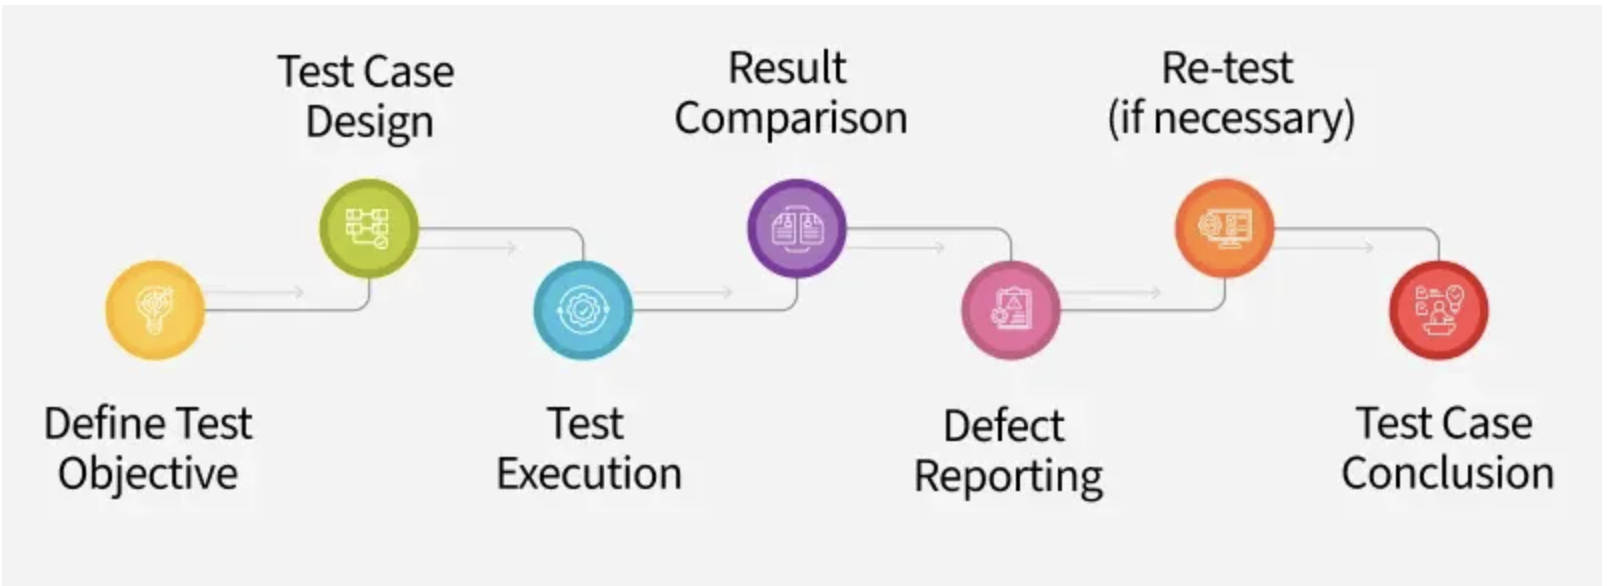 Define Test
Objective
Test Case
Design
Test
Execution
Result
Comparison
Defect
Reporting
Re-test
(if necessary)
Test Case
Conclusion